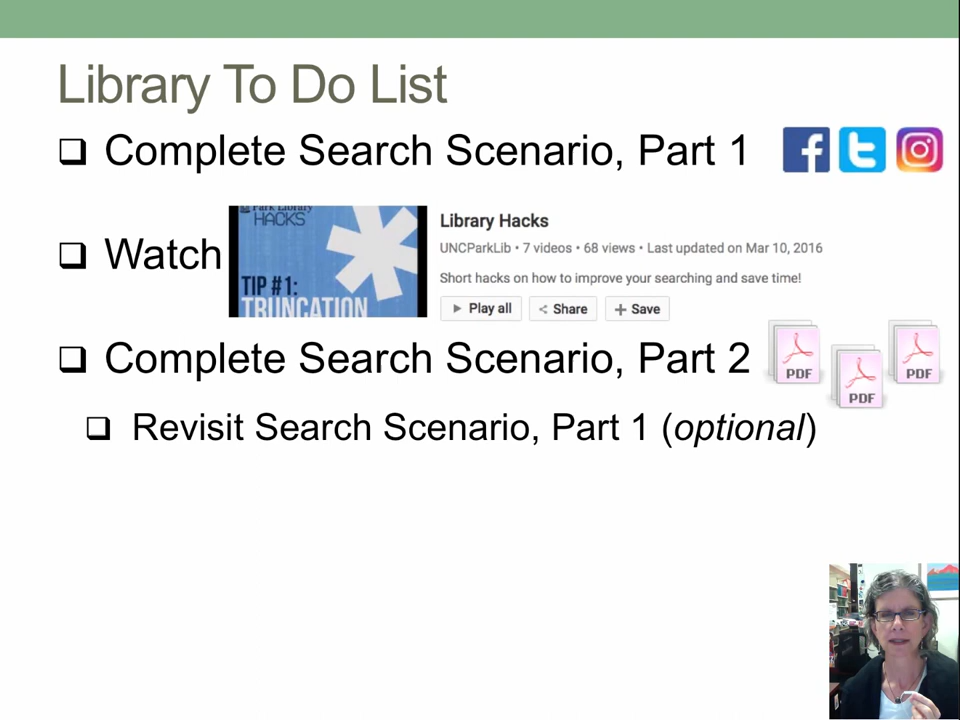 Library To Do List
❑ Complete Search Scenario, Part 1
Park Library
HACKS
TIP #1:
TRUNCATION
❑ Watch
Library Hacks
UNCParkLib • 7 videos • 68 views • Last updated on Mar 10, 2016
Short hacks on how to improve your searching and save time!
Play all Share Save
❑ Complete Search Scenario, Part 2
PDF
PDF
PDF
❑ Revisit Search Scenario, Part 1 (optional)